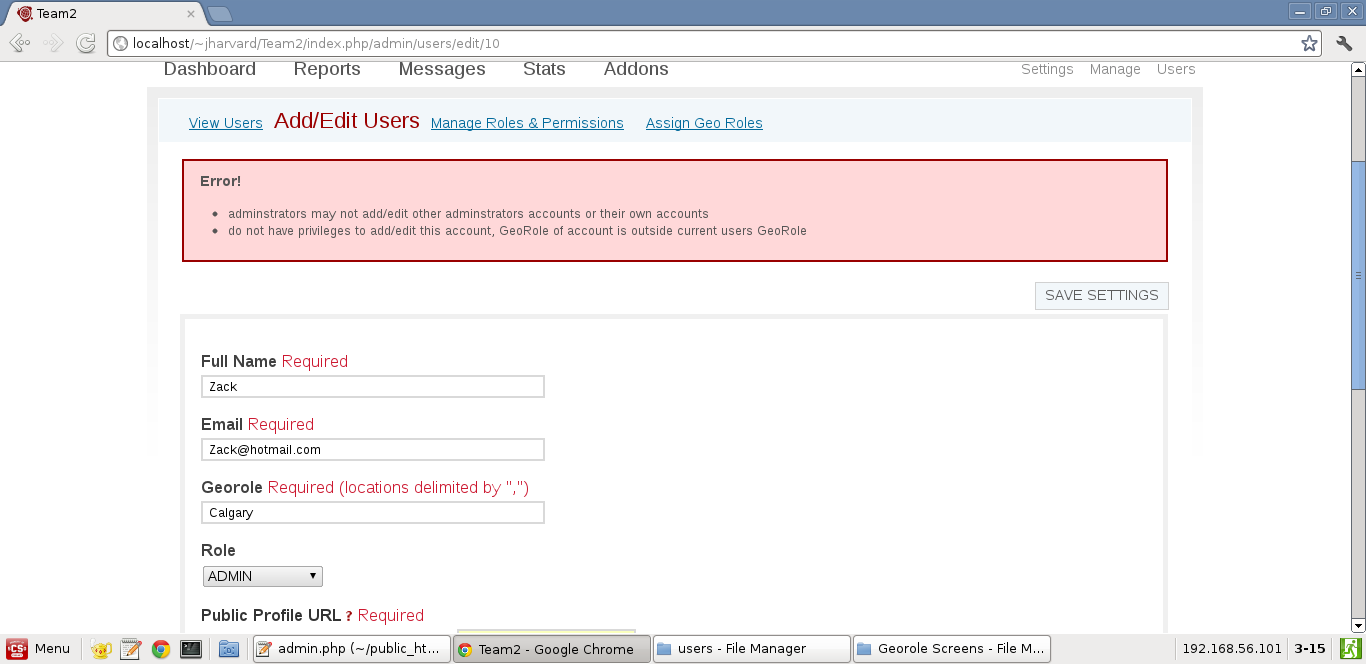 Team2
localhost/~jharvard/Team2/index.php/admin/users/edit/10
Dashboard Reports Messages Stats Addons Settings Manage Users
View Users Add/Edit Users Manage Roles & Permissions Assign Geo Roles
Error!
adminstrators may not add/edit other adminstrators accounts or their own accounts
do not have privileges to add/edit this account, GeoRole of account is outside current users GeoRole
SAVE SETTINGS
Full Name Required
Zack
Email Required
Zack@hotmail.com
Georole Required (locations delimited by ",")
Calgary
Role
ADMIN
Public Profile URL ? Required
CS Menu admin.php (~/public_ht... Team2 - Google Chrome users - File Manager Georole Screens - File M... 192.168.56.101 3-15